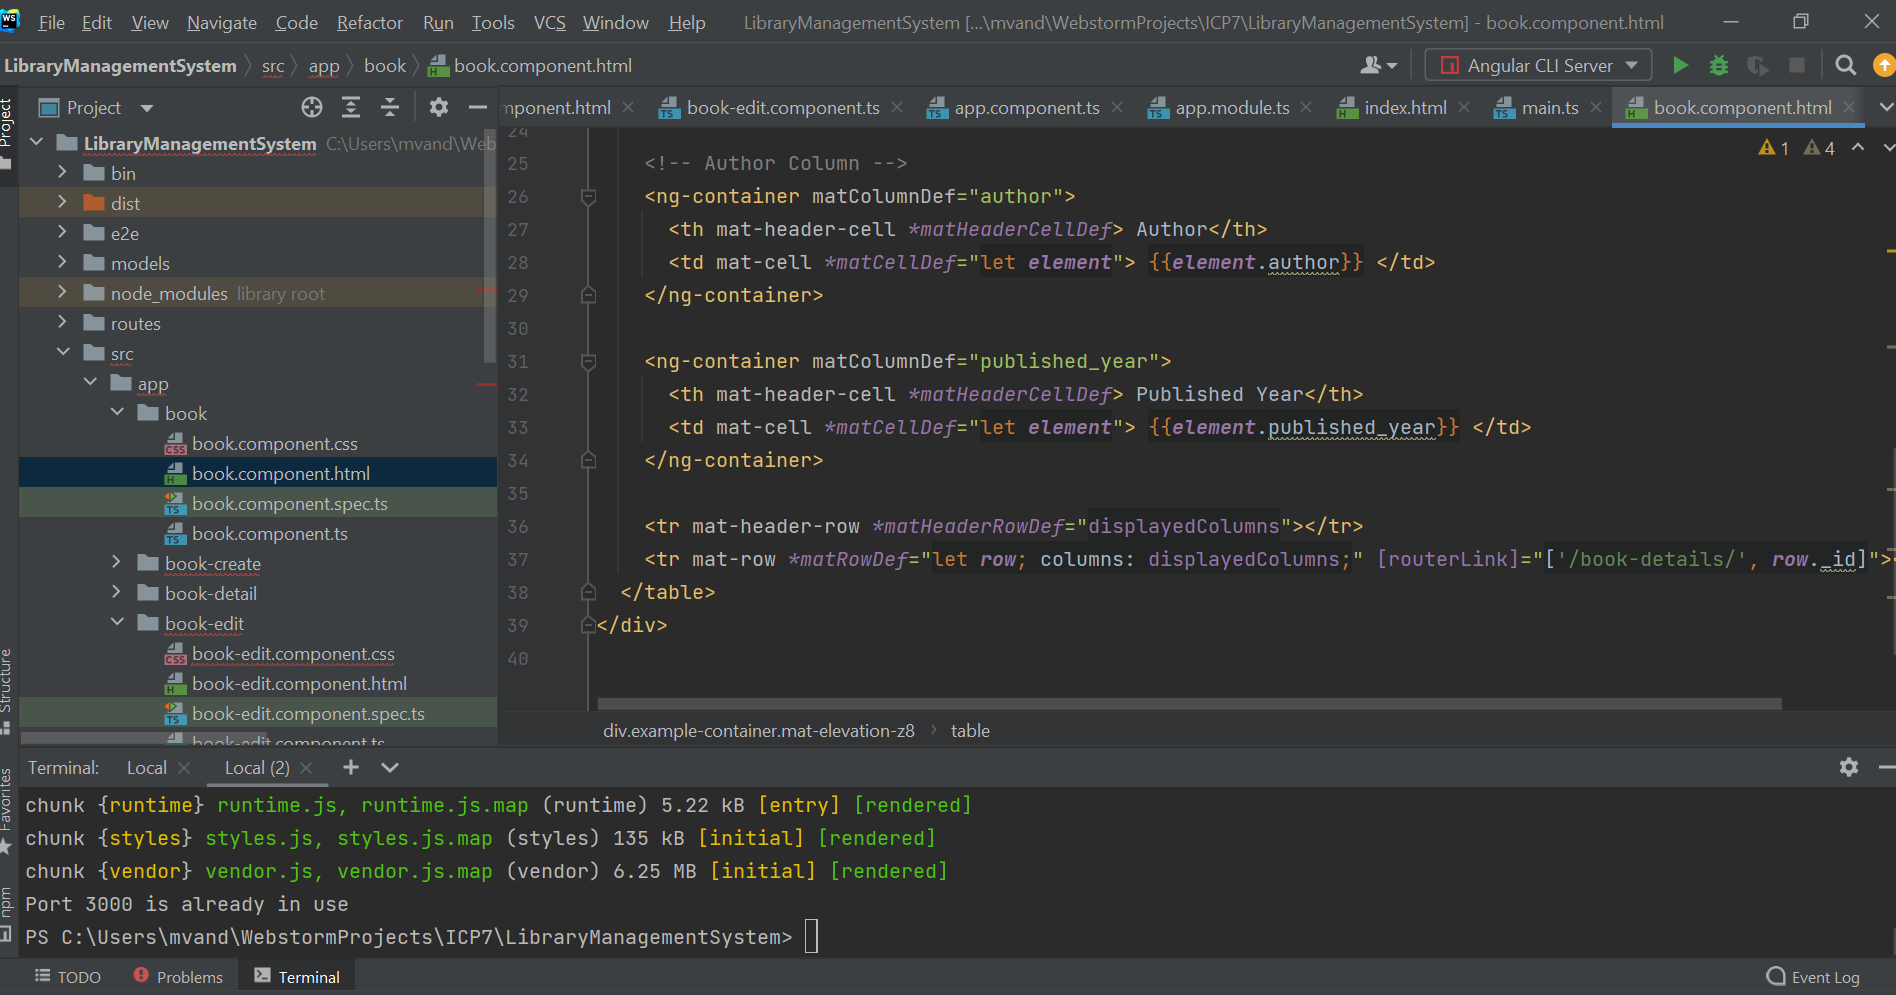 File Edit View Navigate Code Refactor Run Tools VCS Window Help LibraryManagementSystem [...\mvand\WebstormProjects\ICP7\LibraryManagementSystem] - book.component.html
LibraryManagementSystem src app book book.component.html Angular CLI Server
Project
Project
mponent.html book-edit.component.ts app.component.ts app.module.ts index.html main.ts book.component.html
LibraryManagementSystem C:\Users\mvand\Web
bin
dist
e2e
models
node_modules library root
routes
src
app
book
book.component.css
book.component.html
book.component.spec.ts
book.component.ts
book-create
book-detail
book-edit
book-edit.component.css
book-edit.component.html
book-edit.component.spec.ts
book-edit.component.ts
1 4
24
25 <!-- Author Column -->
26 <ng-container matColumnDef="author">
27 <th mat-header-cell *matHeaderCellDef> Author</th>
28 <td mat-cell *matCellDef="let element"> {{element.author}} </td>
29 </ng-container>
30
31 <ng-container matColumnDef="published_year">
32 <th mat-header-cell *matHeaderCellDef> Published Year</th>
33 <td mat-cell *matCellDef="let element"> {{element.published_year}} </td>
34 </ng-container>
35
36 <tr mat-header-row *matHeaderRowDef="displayedColumns"></tr>
37 <tr mat-row *matRowDef="let row; columns: displayedColumns;" [routerLink]="['/book-details/', row._id]">
38 </table>
39 </div>
40
div.example-container.mat-elevation-z8 table
Structure
Favorites
npm
Terminal: Local Local (2)
chunk {runtime} runtime.js, runtime.js.map (runtime) 5.22 kB [entry] [rendered]
chunk {styles} styles.js, styles.js.map (styles) 135 kB [initial] [rendered]
chunk {vendor} vendor.js, vendor.js.map (vendor) 6.25 MB [initial] [rendered]
Port 3000 is already in use
PS C:\Users\mvand\WebstormProjects\ICP7\LibraryManagementSystem>
TODO Problems Terminal Event Log